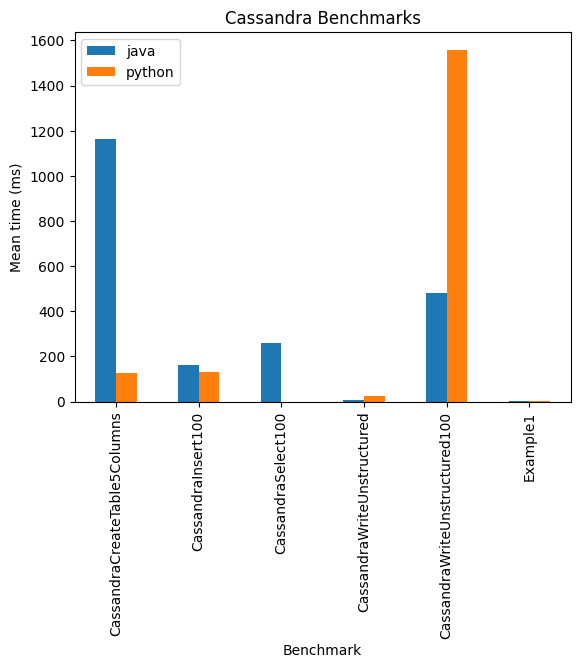 Cassandra Benchmarks
java
python
Mean time (ms)
1600
1400
1200
1000
800
600
400
200
0
CassandraCreateTable5Columns
CassandraInsert100
CassandraSelect100
CassandraWriteUnstructured
CassandraWriteUnstructured100
Example1
Benchmark